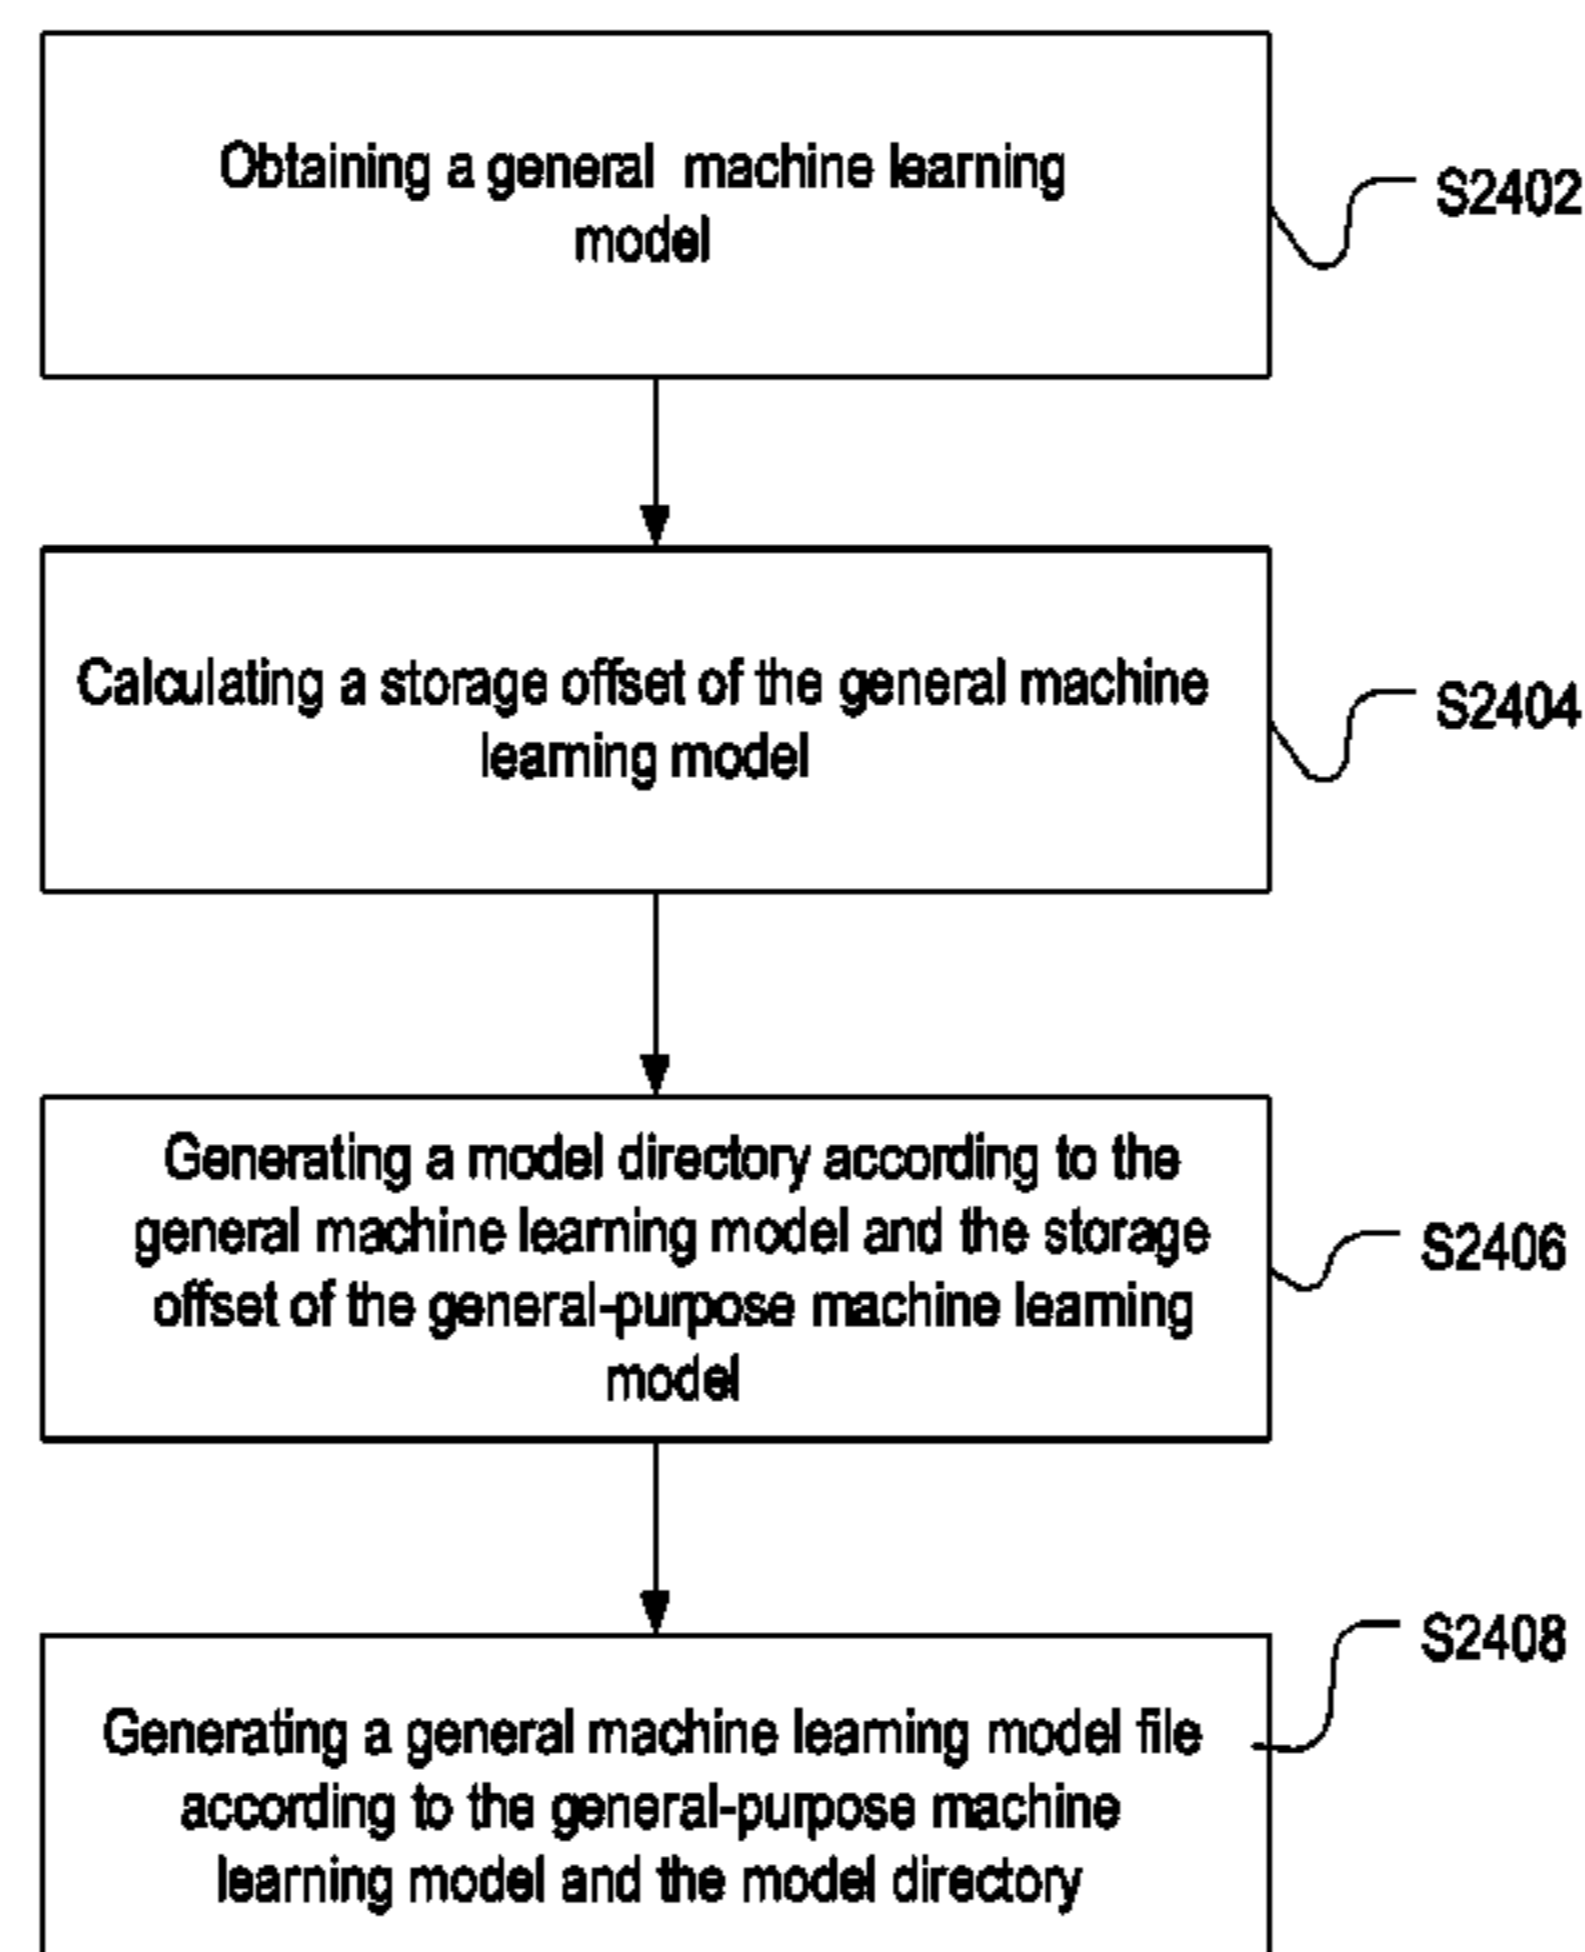 Obtaining a general machine learning
model
S2402
Calculating a storage offset of the general machine
learning model
S2404
Generating a model directory according to the
general machine learning model and the storage
offset of the general-purpose machine learning
model
S2406
Generating a general machine learning model file
according to the general-purpose machine
learning model and the model directory
S2408